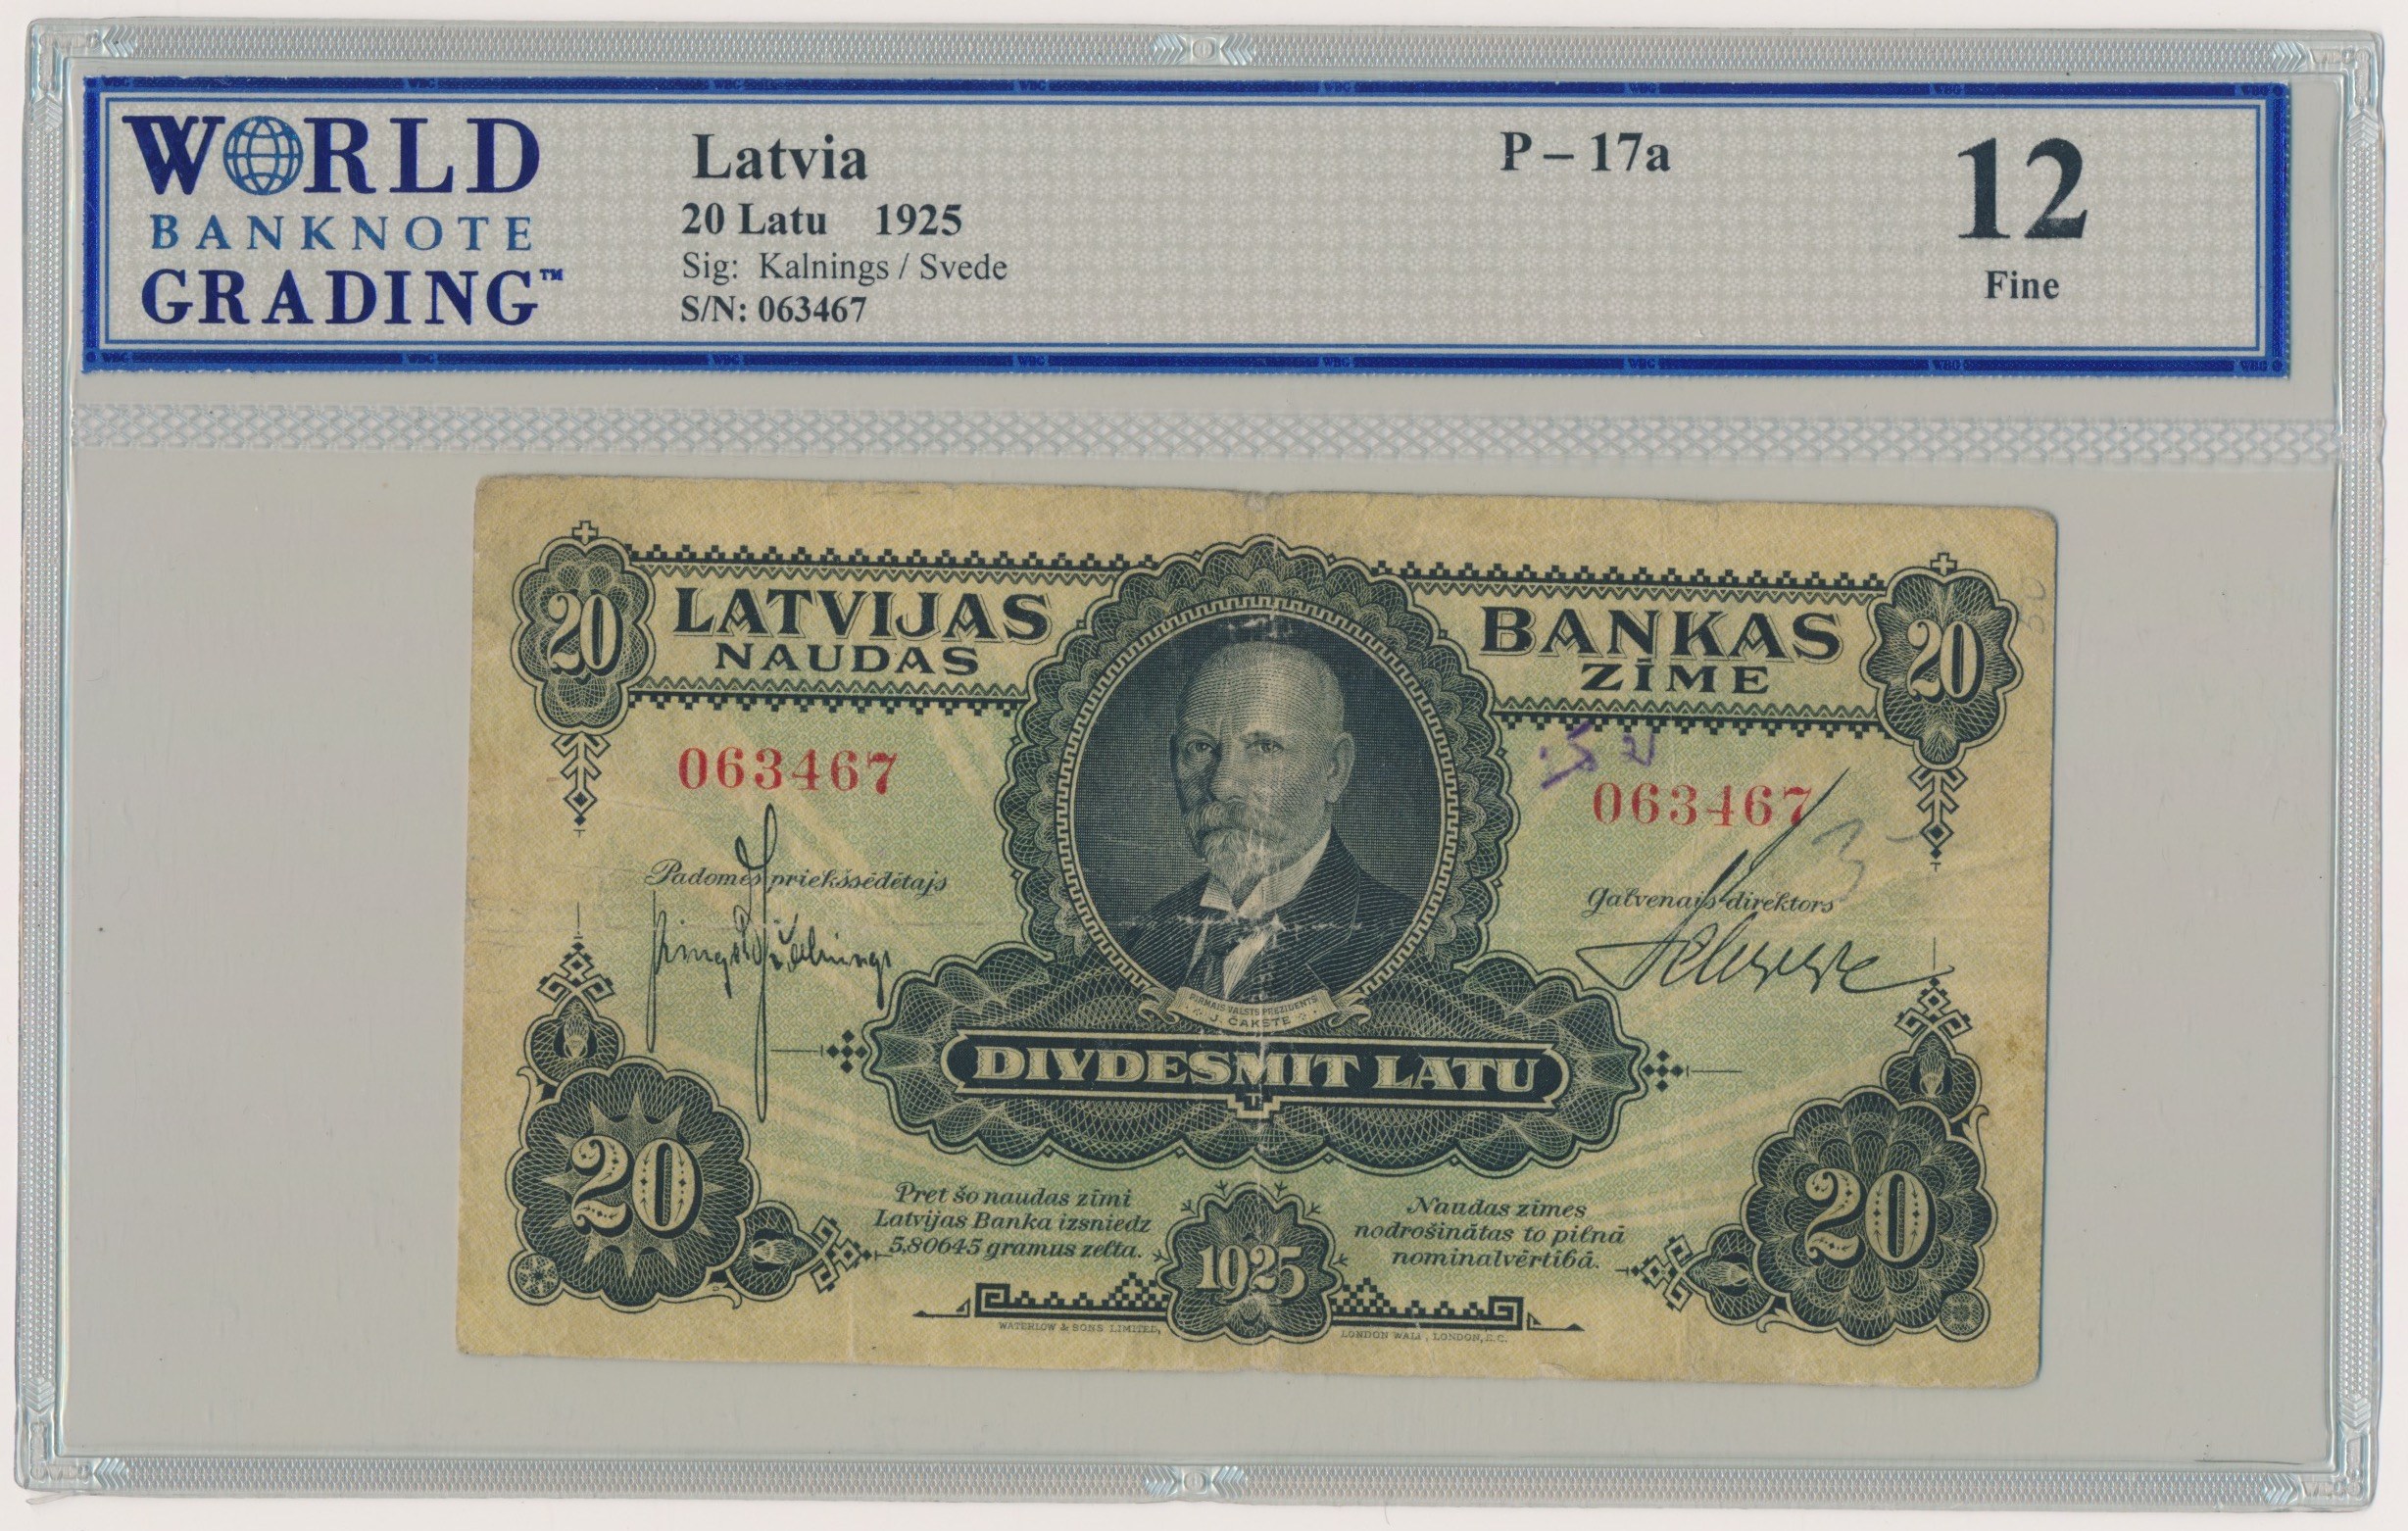 WORLD
BANKNOTE
GRADING™
Latvia
20 Latu 1925
Sig: Kalnings / Svede
S/N: 063467
P – 17a
12
Fine
20
LATVIJAS
NAUDAS
BANKAS
ZĪME
20
063467
063467
Padomes priekšsēdētajs
Galvenais direktors
PIRMAIS VALSTS PREZIDENTS
J. ČAKSTE
DIVDESMIT LATU
20
20
Pret šo naudas zīmi
Latvijas Banka izsniedz
5,80645 gramus zelta.
Naudas zīmes
nodrošinātas to pilnā
nominalvērtībā.
1925
WATERLOW & SONS LIMITED,
LONDON WALL, LONDON, E.C.